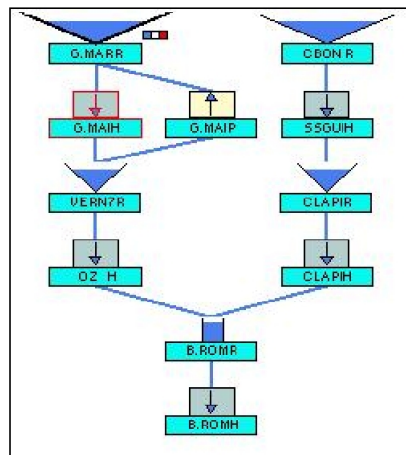 G.MARR CBON R
G.MAIH G.MAIP SSGUIH
VERN7R CLAPIR
OZ H CLAPIH
B.ROMR
B.ROMH